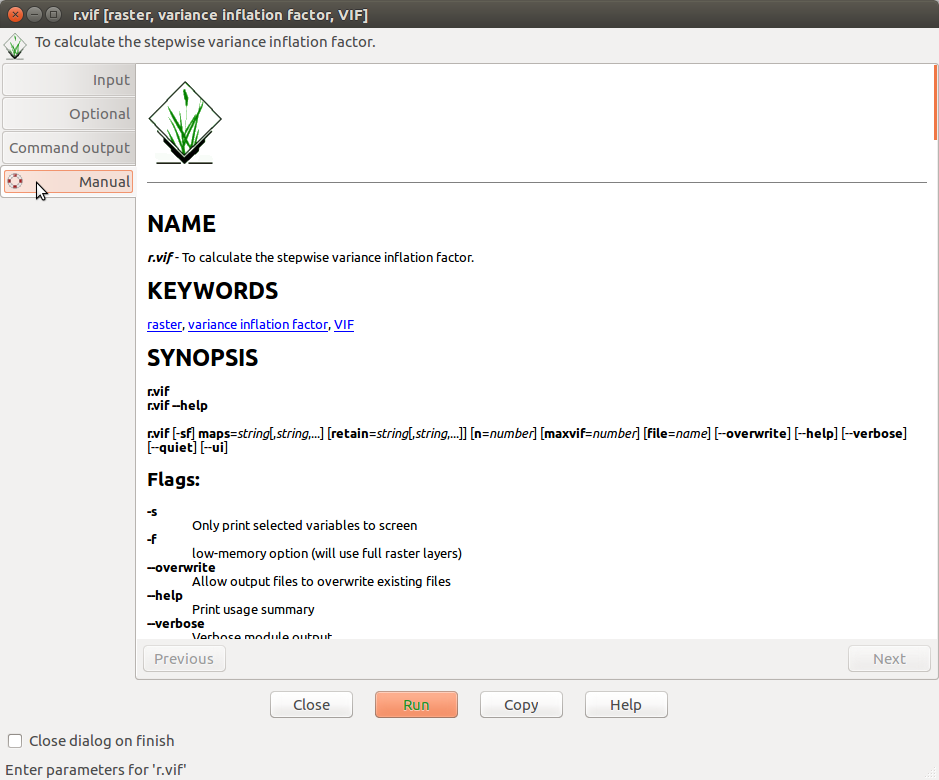 r.vif [raster, variance inflation factor, VIF]
To calculate the stepwise variance inflation factor.
Input
Optional
Command output
Manual
NAME
r.vif - To calculate the stepwise variance inflation factor.
KEYWORDS
raster, variance inflation factor, VIF
SYNOPSIS
r.vif
r.vif --help
r.vif [-sf] maps=string[,string,...] [retain=string[,string,...]] [n=number] [maxvif=number] [file=name] [--overwrite] [--help] [--verbose]
[--quiet] [--ui]
Flags:
-s
Only print selected variables to screen
-f
low-memory option (will use full raster layers)
--overwrite
Allow output files to overwrite existing files
--help
Print usage summary
--verbose
Verbose module output
Previous
Next
Close
Run
Copy
Help
Close dialog on finish
Enter parameters for 'r.vif'